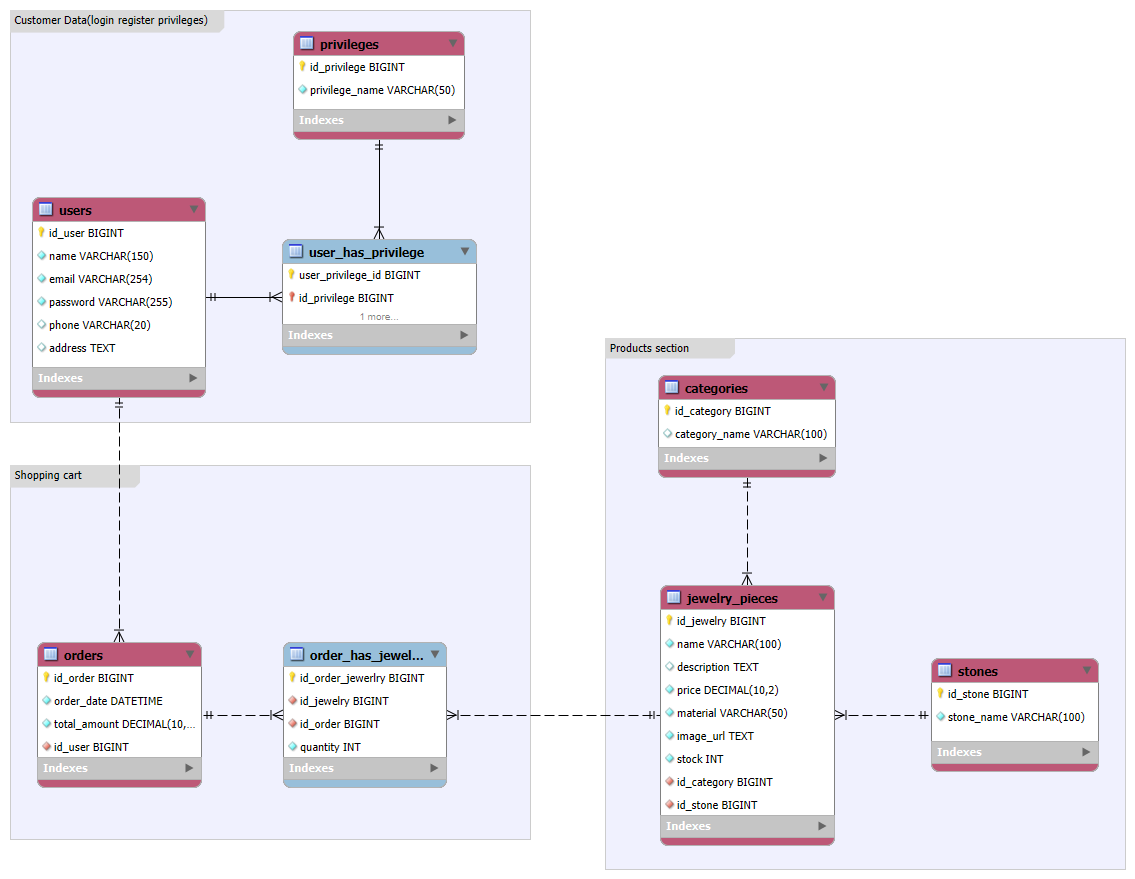 Customer Data(login register privileges)
privileges
id_privilege BIGINT
privilege_name VARCHAR(50)
Indexes
users
id_user BIGINT
name VARCHAR(150)
email VARCHAR(254)
password VARCHAR(255)
phone VARCHAR(20)
address TEXT
Indexes
user_has_privilege
user_privilege_id BIGINT
id_privilege BIGINT
1 more...
Indexes
Products section
categories
id_category BIGINT
category_name VARCHAR(100)
Indexes
Shopping cart
orders
id_order BIGINT
order_date DATETIME
total_amount DECIMAL(10,...
id_user BIGINT
Indexes
order_has_jewel...
id_order_jewerlry BIGINT
id_jewelry BIGINT
id_order BIGINT
quantity INT
Indexes
jewelry_pieces
id_jewelry BIGINT
name VARCHAR(100)
description TEXT
price DECIMAL(10,2)
material VARCHAR(50)
image_url TEXT
stock INT
id_category BIGINT
id_stone BIGINT
Indexes
stones
id_stone BIGINT
stone_name VARCHAR(100)
Indexes